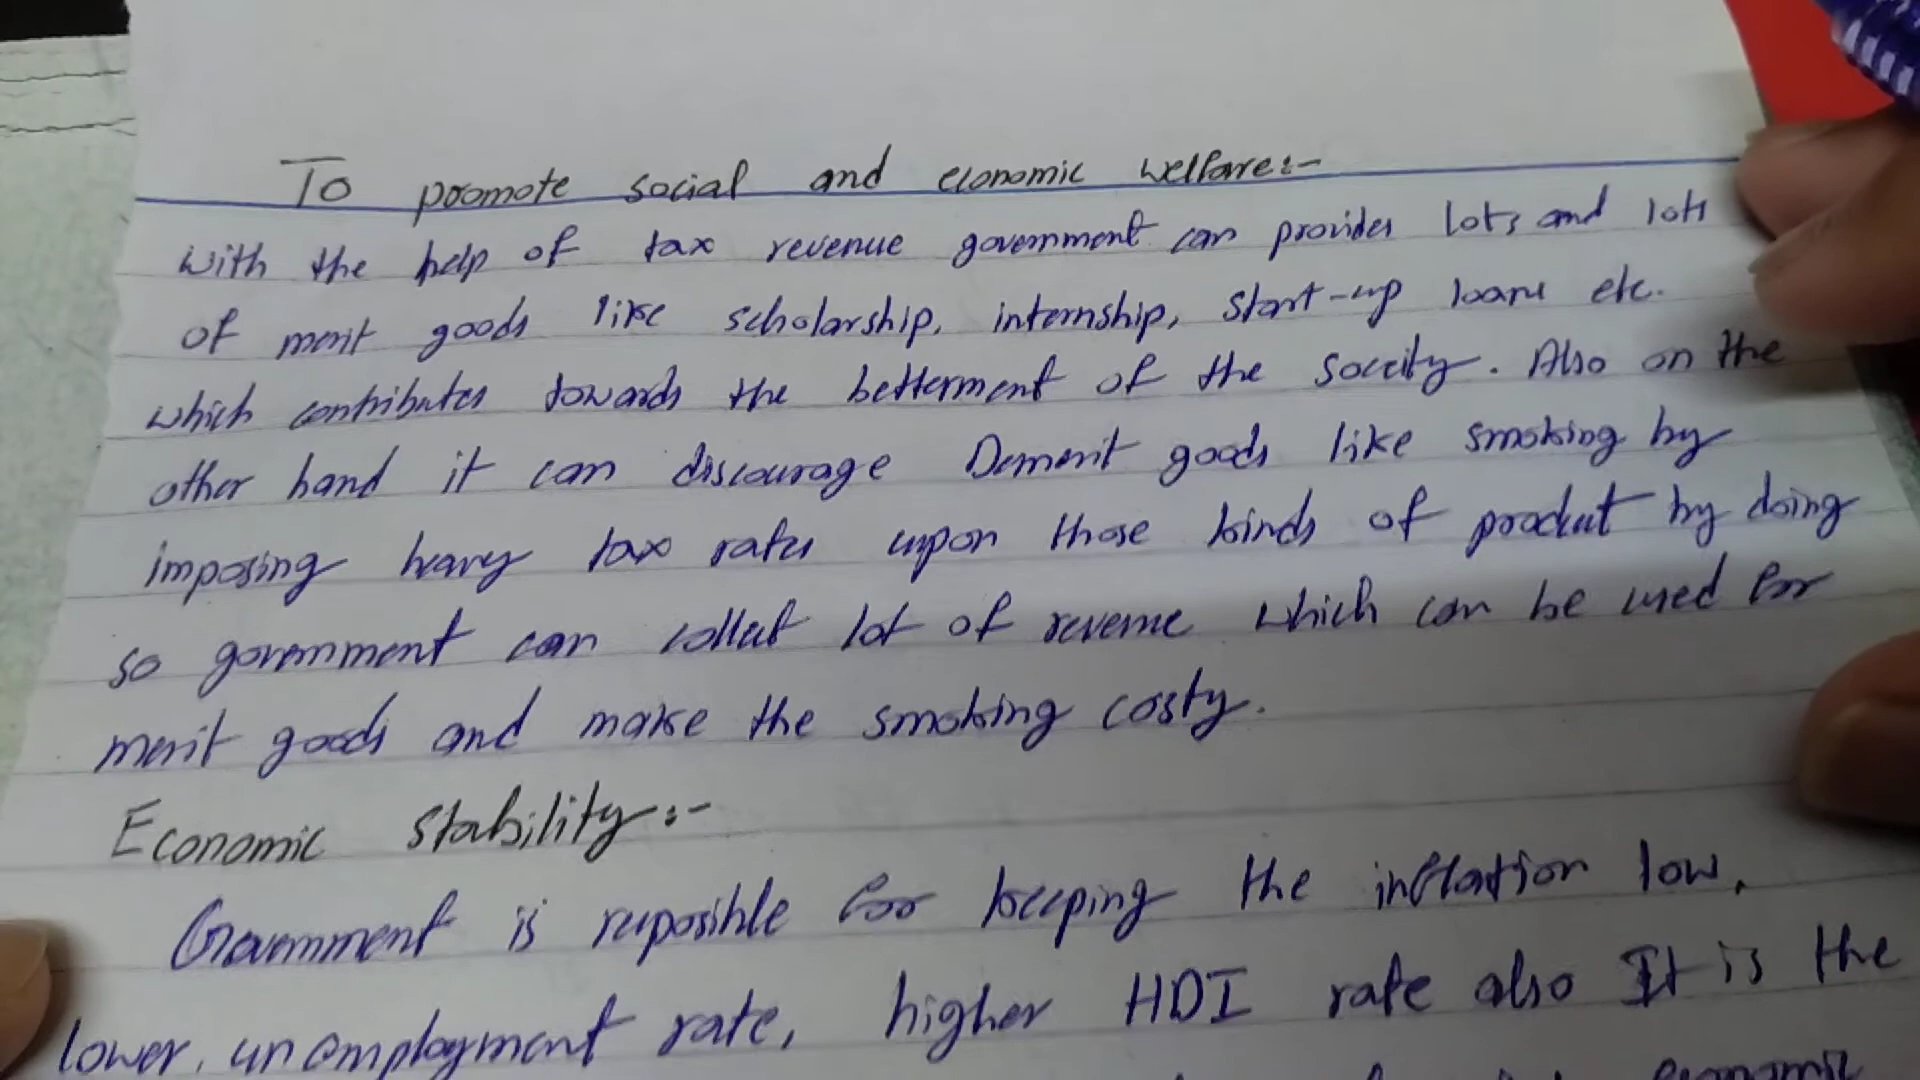 To promote social and economic welfare:-
with the help of tax revenue government can provides lots and lots
of merit goods like scholarship, internship, start-up loans etc.
which contributes towards the betterment of the soceity. Also on the
other hand it can discourage Demerit goods like smoking by
imposing heavy tax rates upon those kinds of product by doing
so government can collect lot of revenue which can be used for
merit goods and make the smoking costy.
Economic stability:-
Government is reposible for keeping the inflation low,
lower, unemployment rate, higher HDI rate also It is the
economic